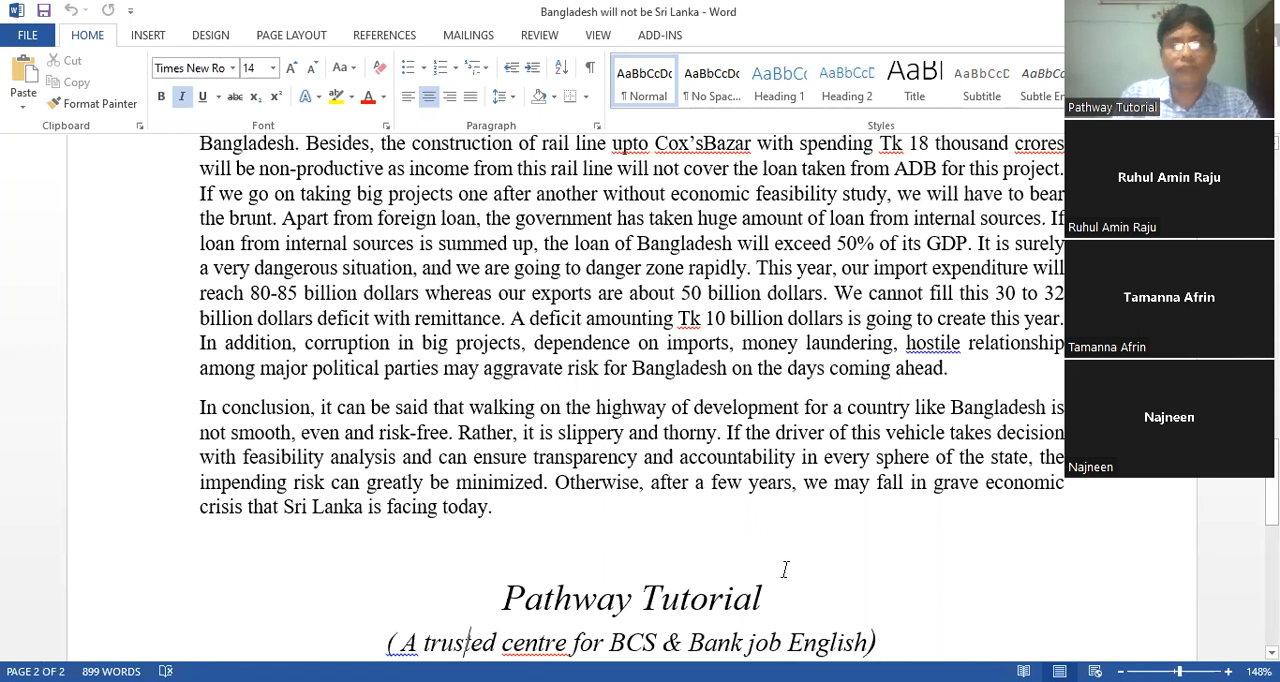 Bangladesh will not be Sri Lanka - Word
FILE HOME INSERT DESIGN PAGE LAYOUT REFERENCES MAILINGS REVIEW VIEW ADD-INS
Paste
Cut
Copy
Format Painter
Clipboard
Times New Ro 14
Font
Paragraph
AaBbCcDc AaBbCcDc AaBbCc AaBbCcD AaBl AaBbCcD AaBbCcD
¶ Normal ¶ No Spac... Heading 1 Heading 2 Title Subtitle Subtle En
Styles
Bangladesh. Besides, the construction of rail line upto Cox’sBazar with spending Tk 18 thousand crores
will be non-productive as income from this rail line will not cover the loan taken from ADB for this project.
If we go on taking big projects one after another without economic feasibility study, we will have to bear
the brunt. Apart from foreign loan, the government has taken huge amount of loan from internal sources. If
loan from internal sources is summed up, the loan of Bangladesh will exceed 50% of its GDP. It is surely
a very dangerous situation, and we are going to danger zone rapidly. This year, our import expenditure will
reach 80-85 billion dollars whereas our exports are about 50 billion dollars. We cannot fill this 30 to 32
billion dollars deficit with remittance. A deficit amounting Tk 10 billion dollars is going to create this year.
In addition, corruption in big projects, dependence on imports, money laundering, hostile relationship
among major political parties may aggravate risk for Bangladesh on the days coming ahead.
In conclusion, it can be said that walking on the highway of development for a country like Bangladesh is
not smooth, even and risk-free. Rather, it is slippery and thorny. If the driver of this vehicle takes decision
with feasibility analysis and can ensure transparency and accountability in every sphere of the state, the
impending risk can greatly be minimized. Otherwise, after a few years, we may fall in grave economic
crisis that Sri Lanka is facing today.
Pathway Tutorial
( A trusted centre for BCS & Bank job English)
PAGE 2 OF 2 899 WORDS 148%
Pathway Tutorial
Ruhul Amin Raju
Ruhul Amin Raju
Tamanna Afrin
Tamanna Afrin
Najneen
Najneen